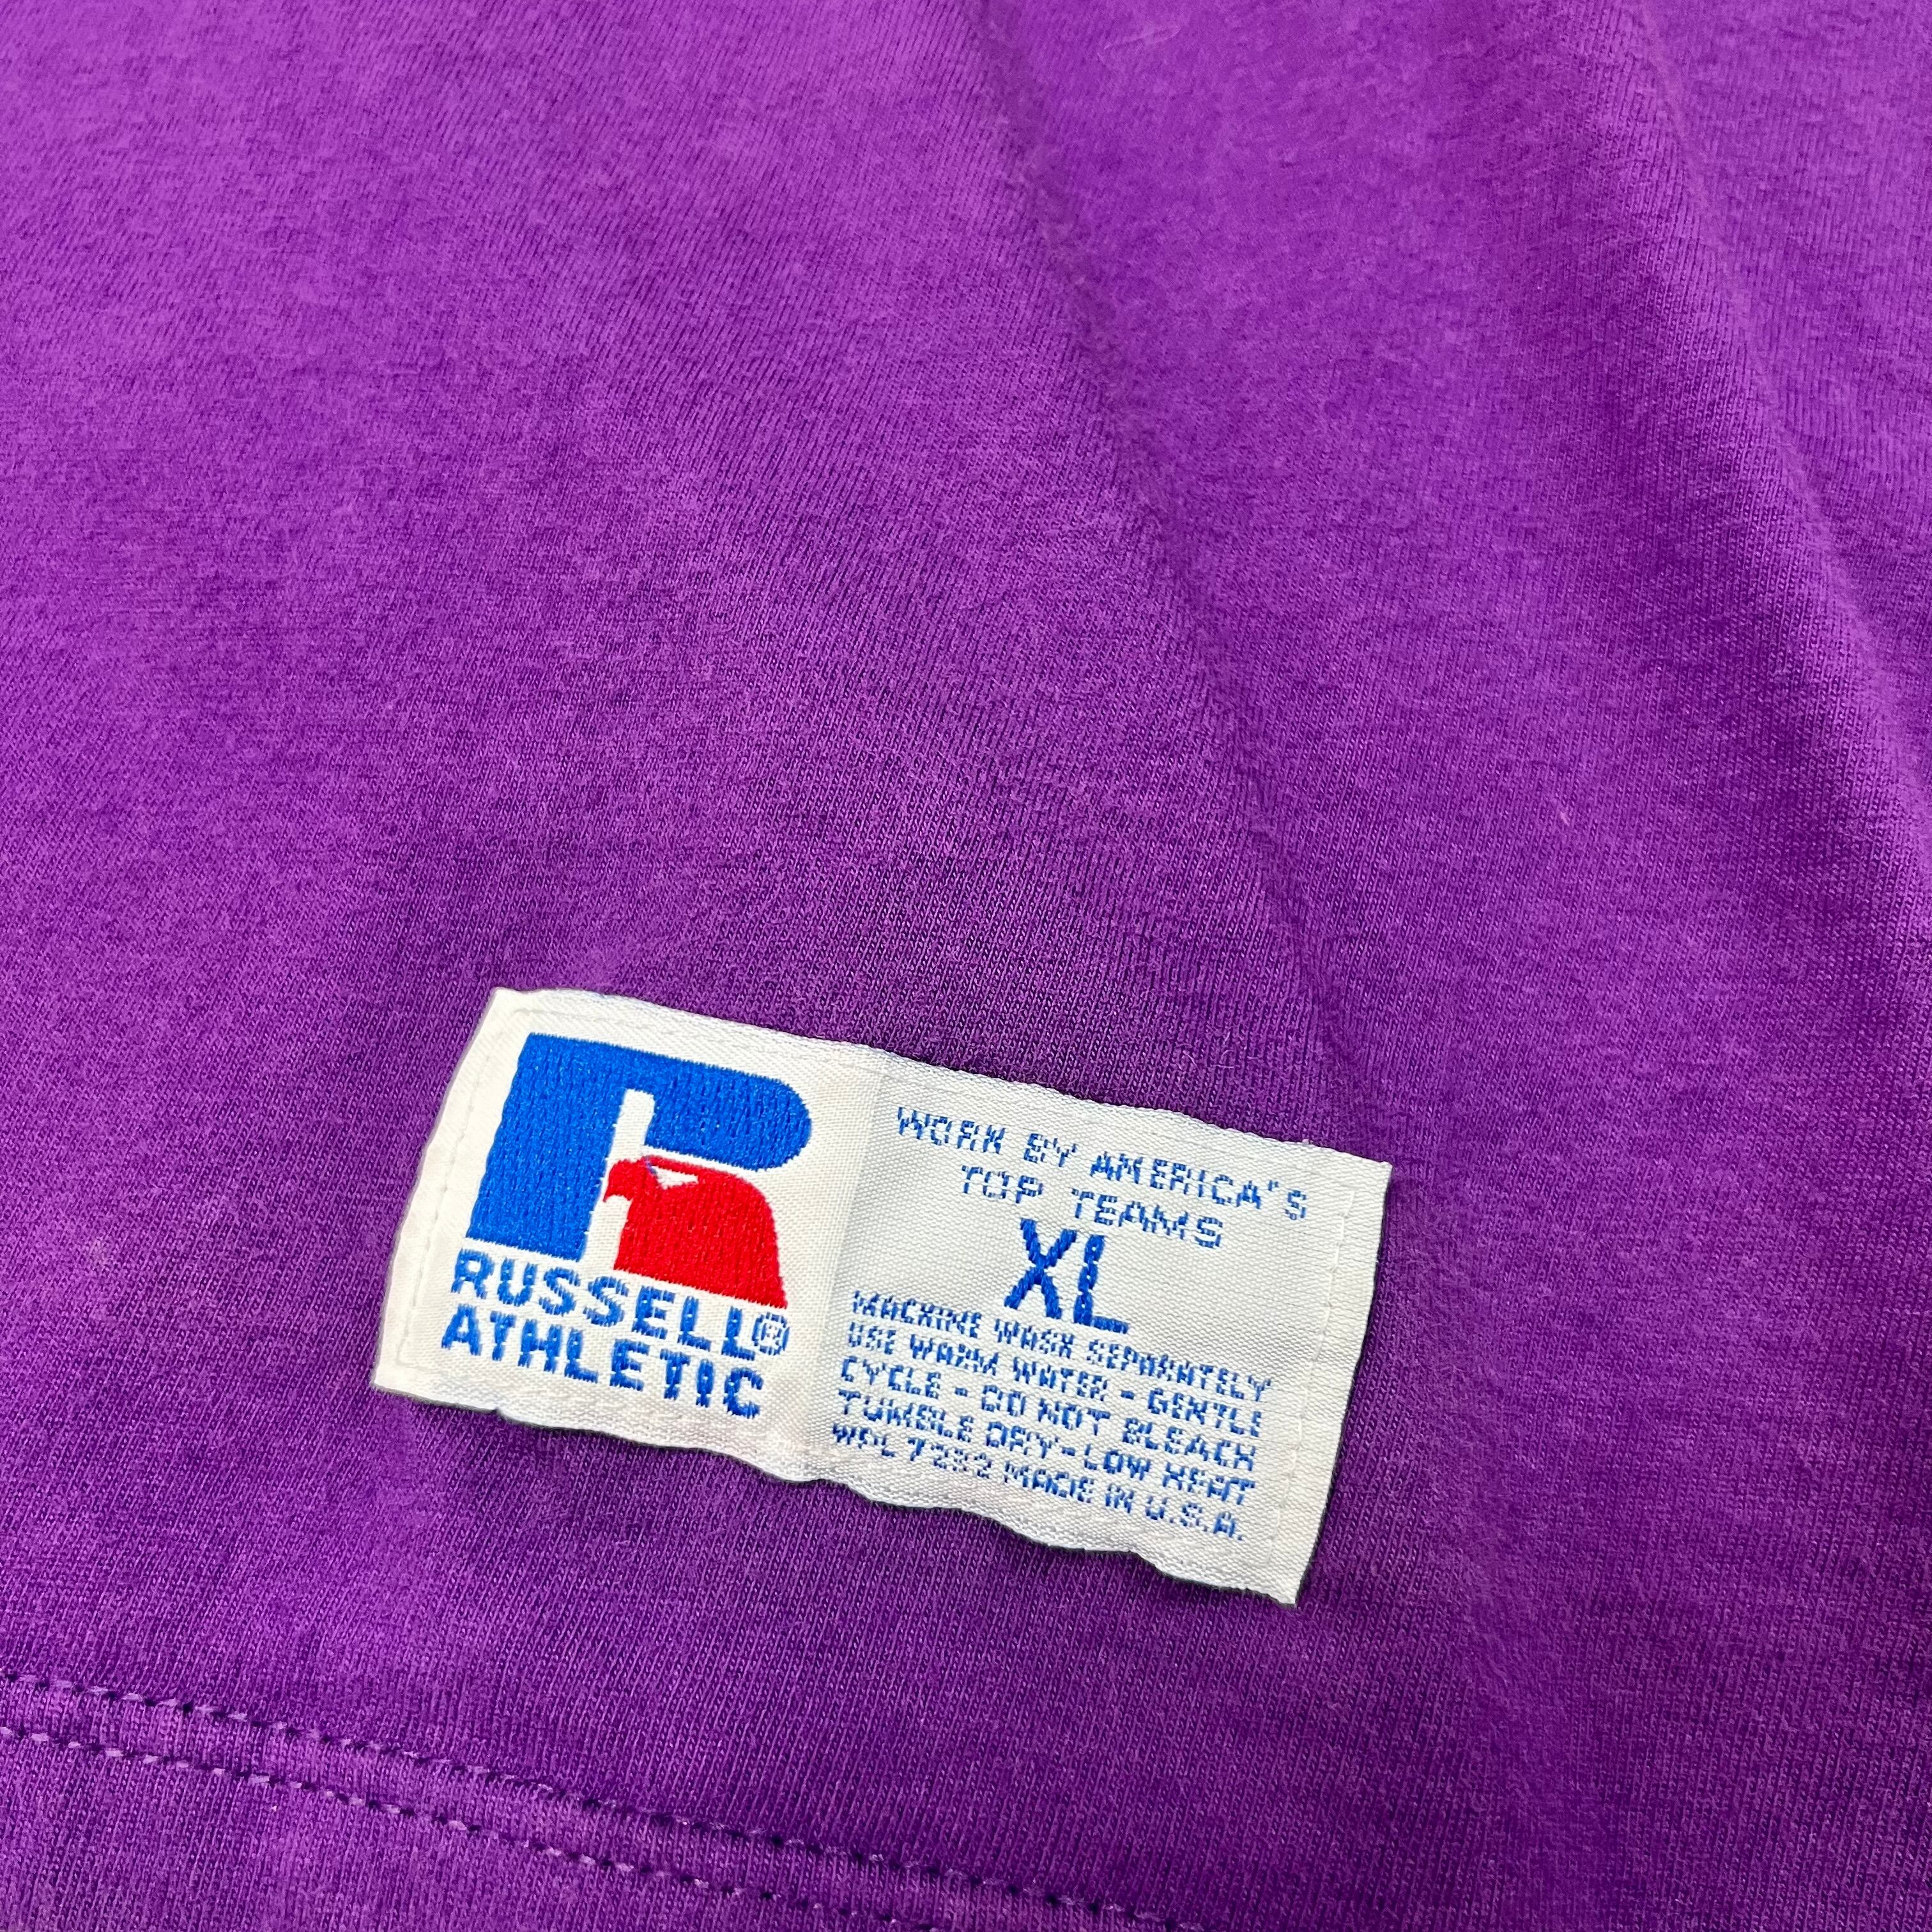 RUSSELL®
ATHLETIC
WORN BY AMERICA'S
TOP TEAMS
XL
MACHINE WASH SEPARATELY
USE WARM WATER - GENTLE
CYCLE - DO NOT BLEACH
TUMBLE DRY-LOW HEAT
WPL 7292 MADE IN U.S.A.